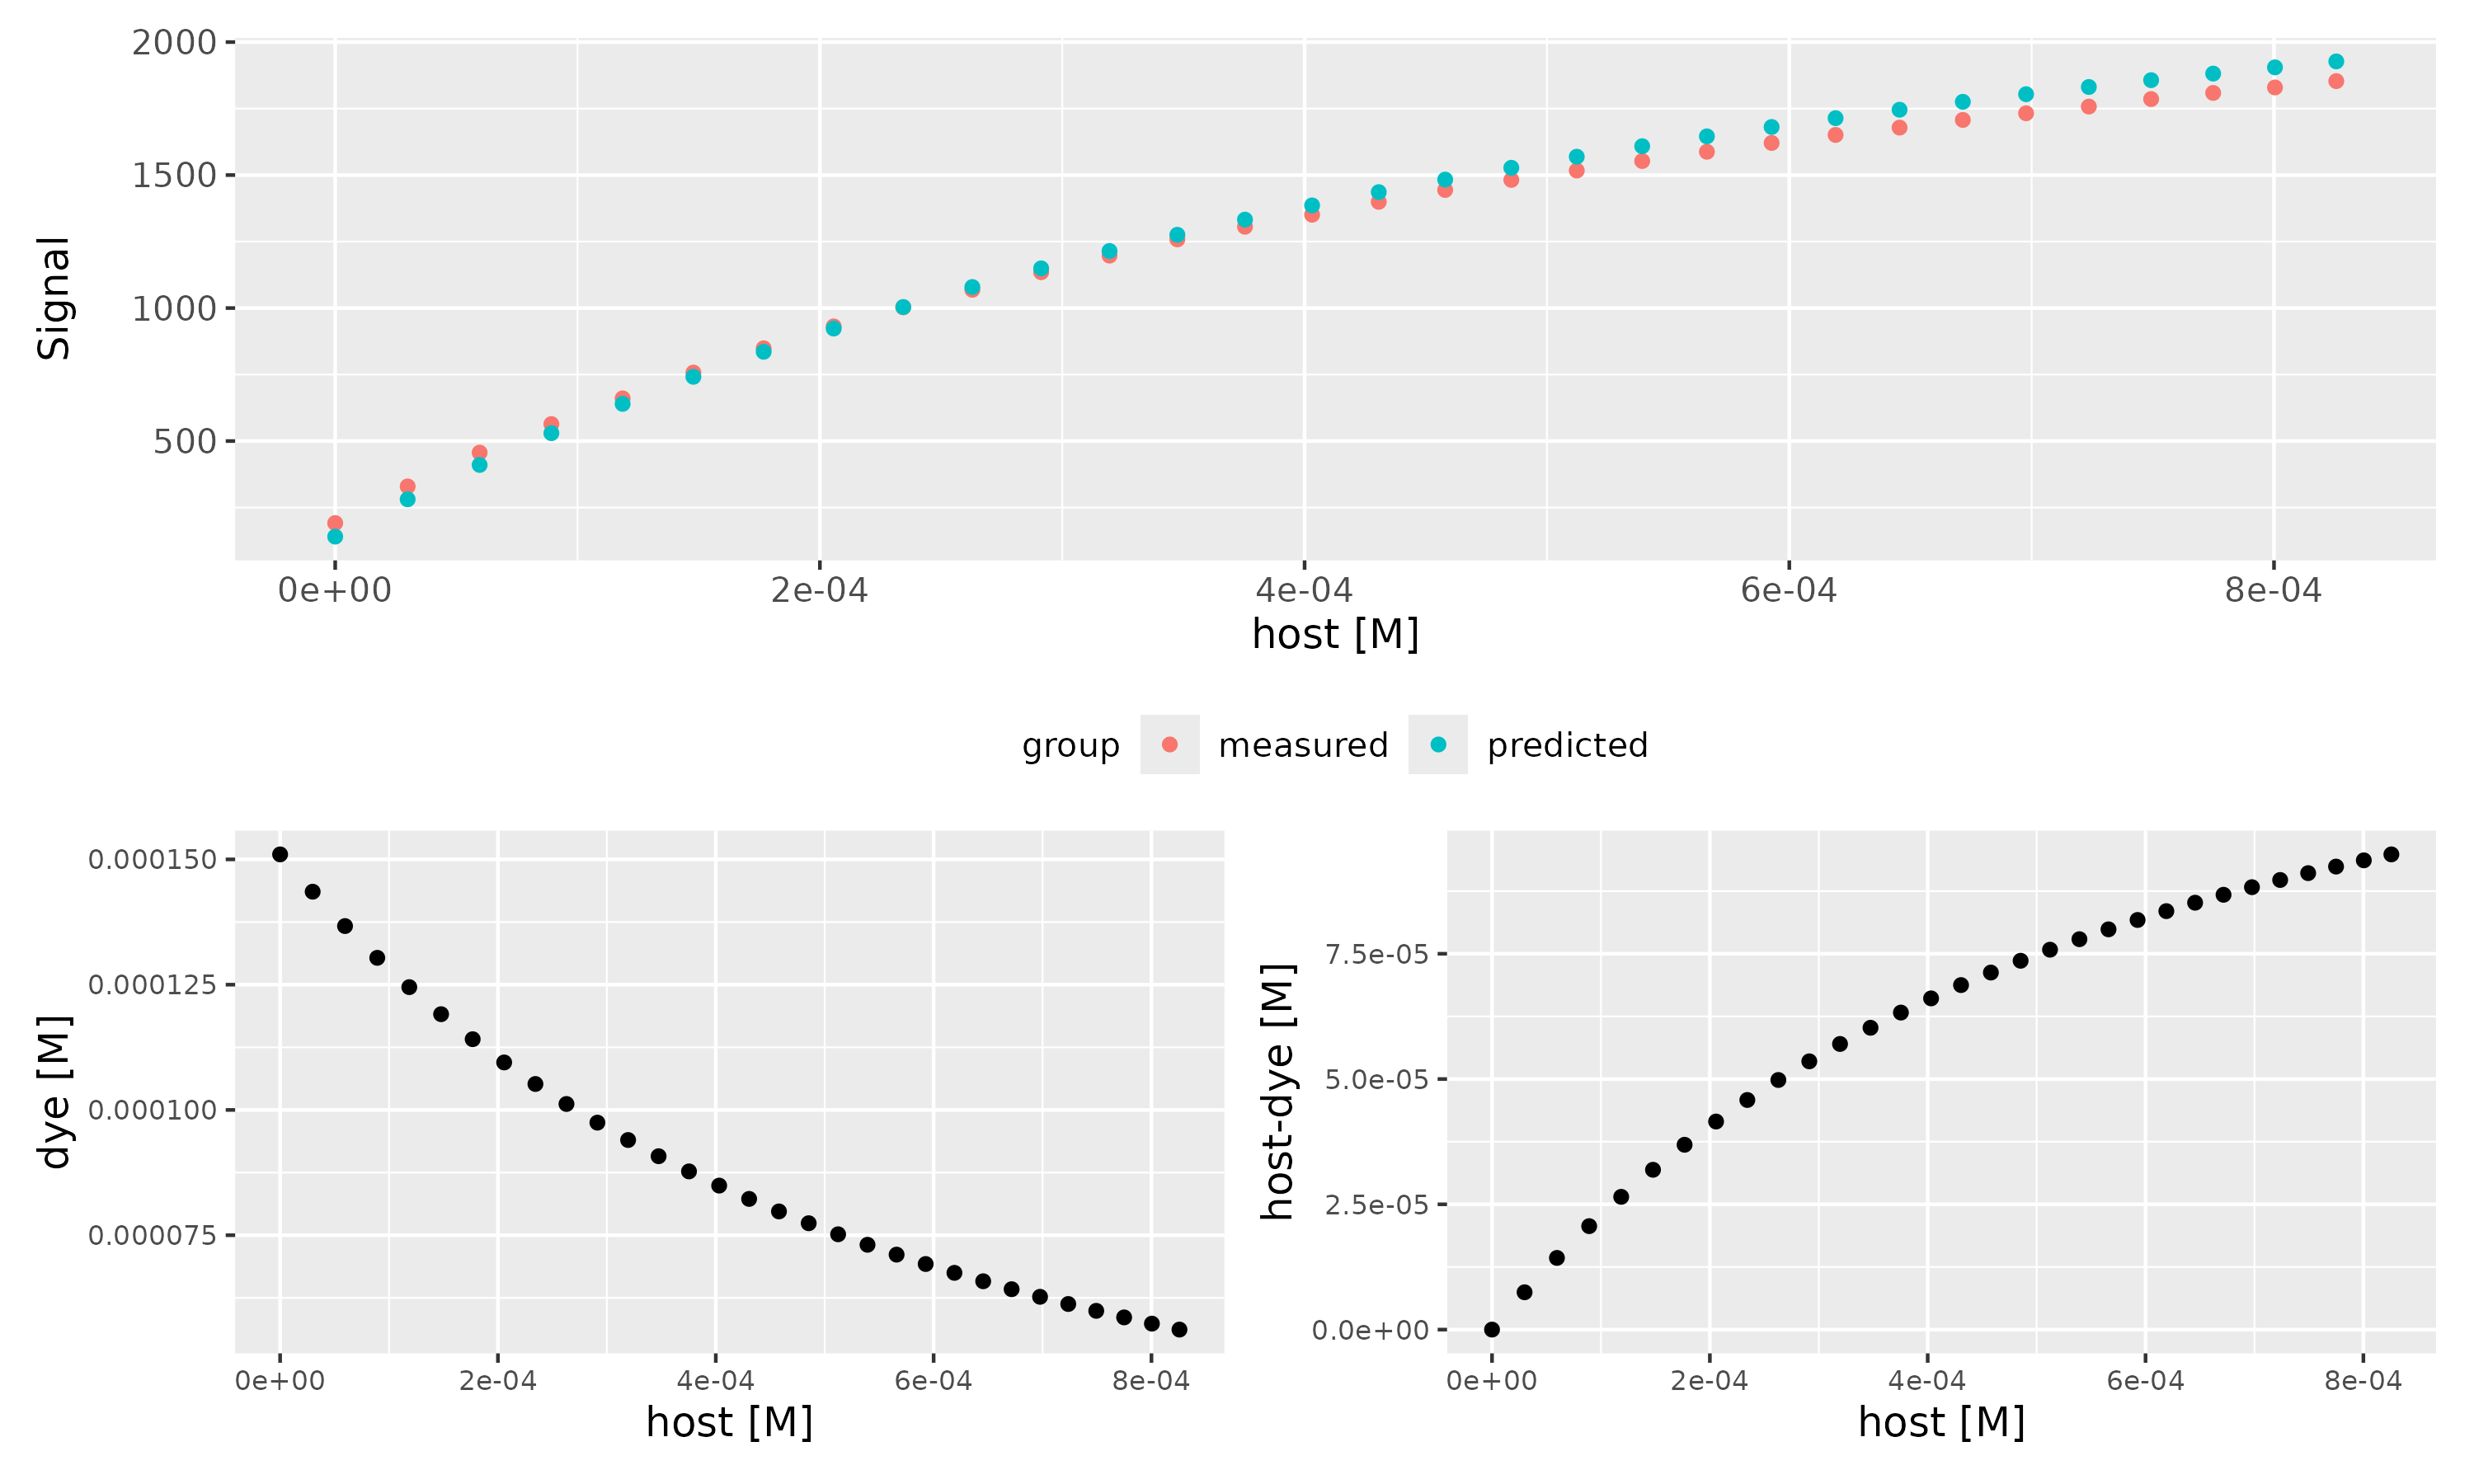 2000
1500
1000
500
Signal
0e+00 2e-04 4e-04 6e-04 8e-04
host [M]
group measured predicted
0.000150
0.000125
0.000100
0.000075
dye [M]
0e+00 2e-04 4e-04 6e-04 8e-04
host [M]
7.5e-05
5.0e-05
2.5e-05
0.0e+00
host-dye [M]
0e+00 2e-04 4e-04 6e-04 8e-04
host [M]